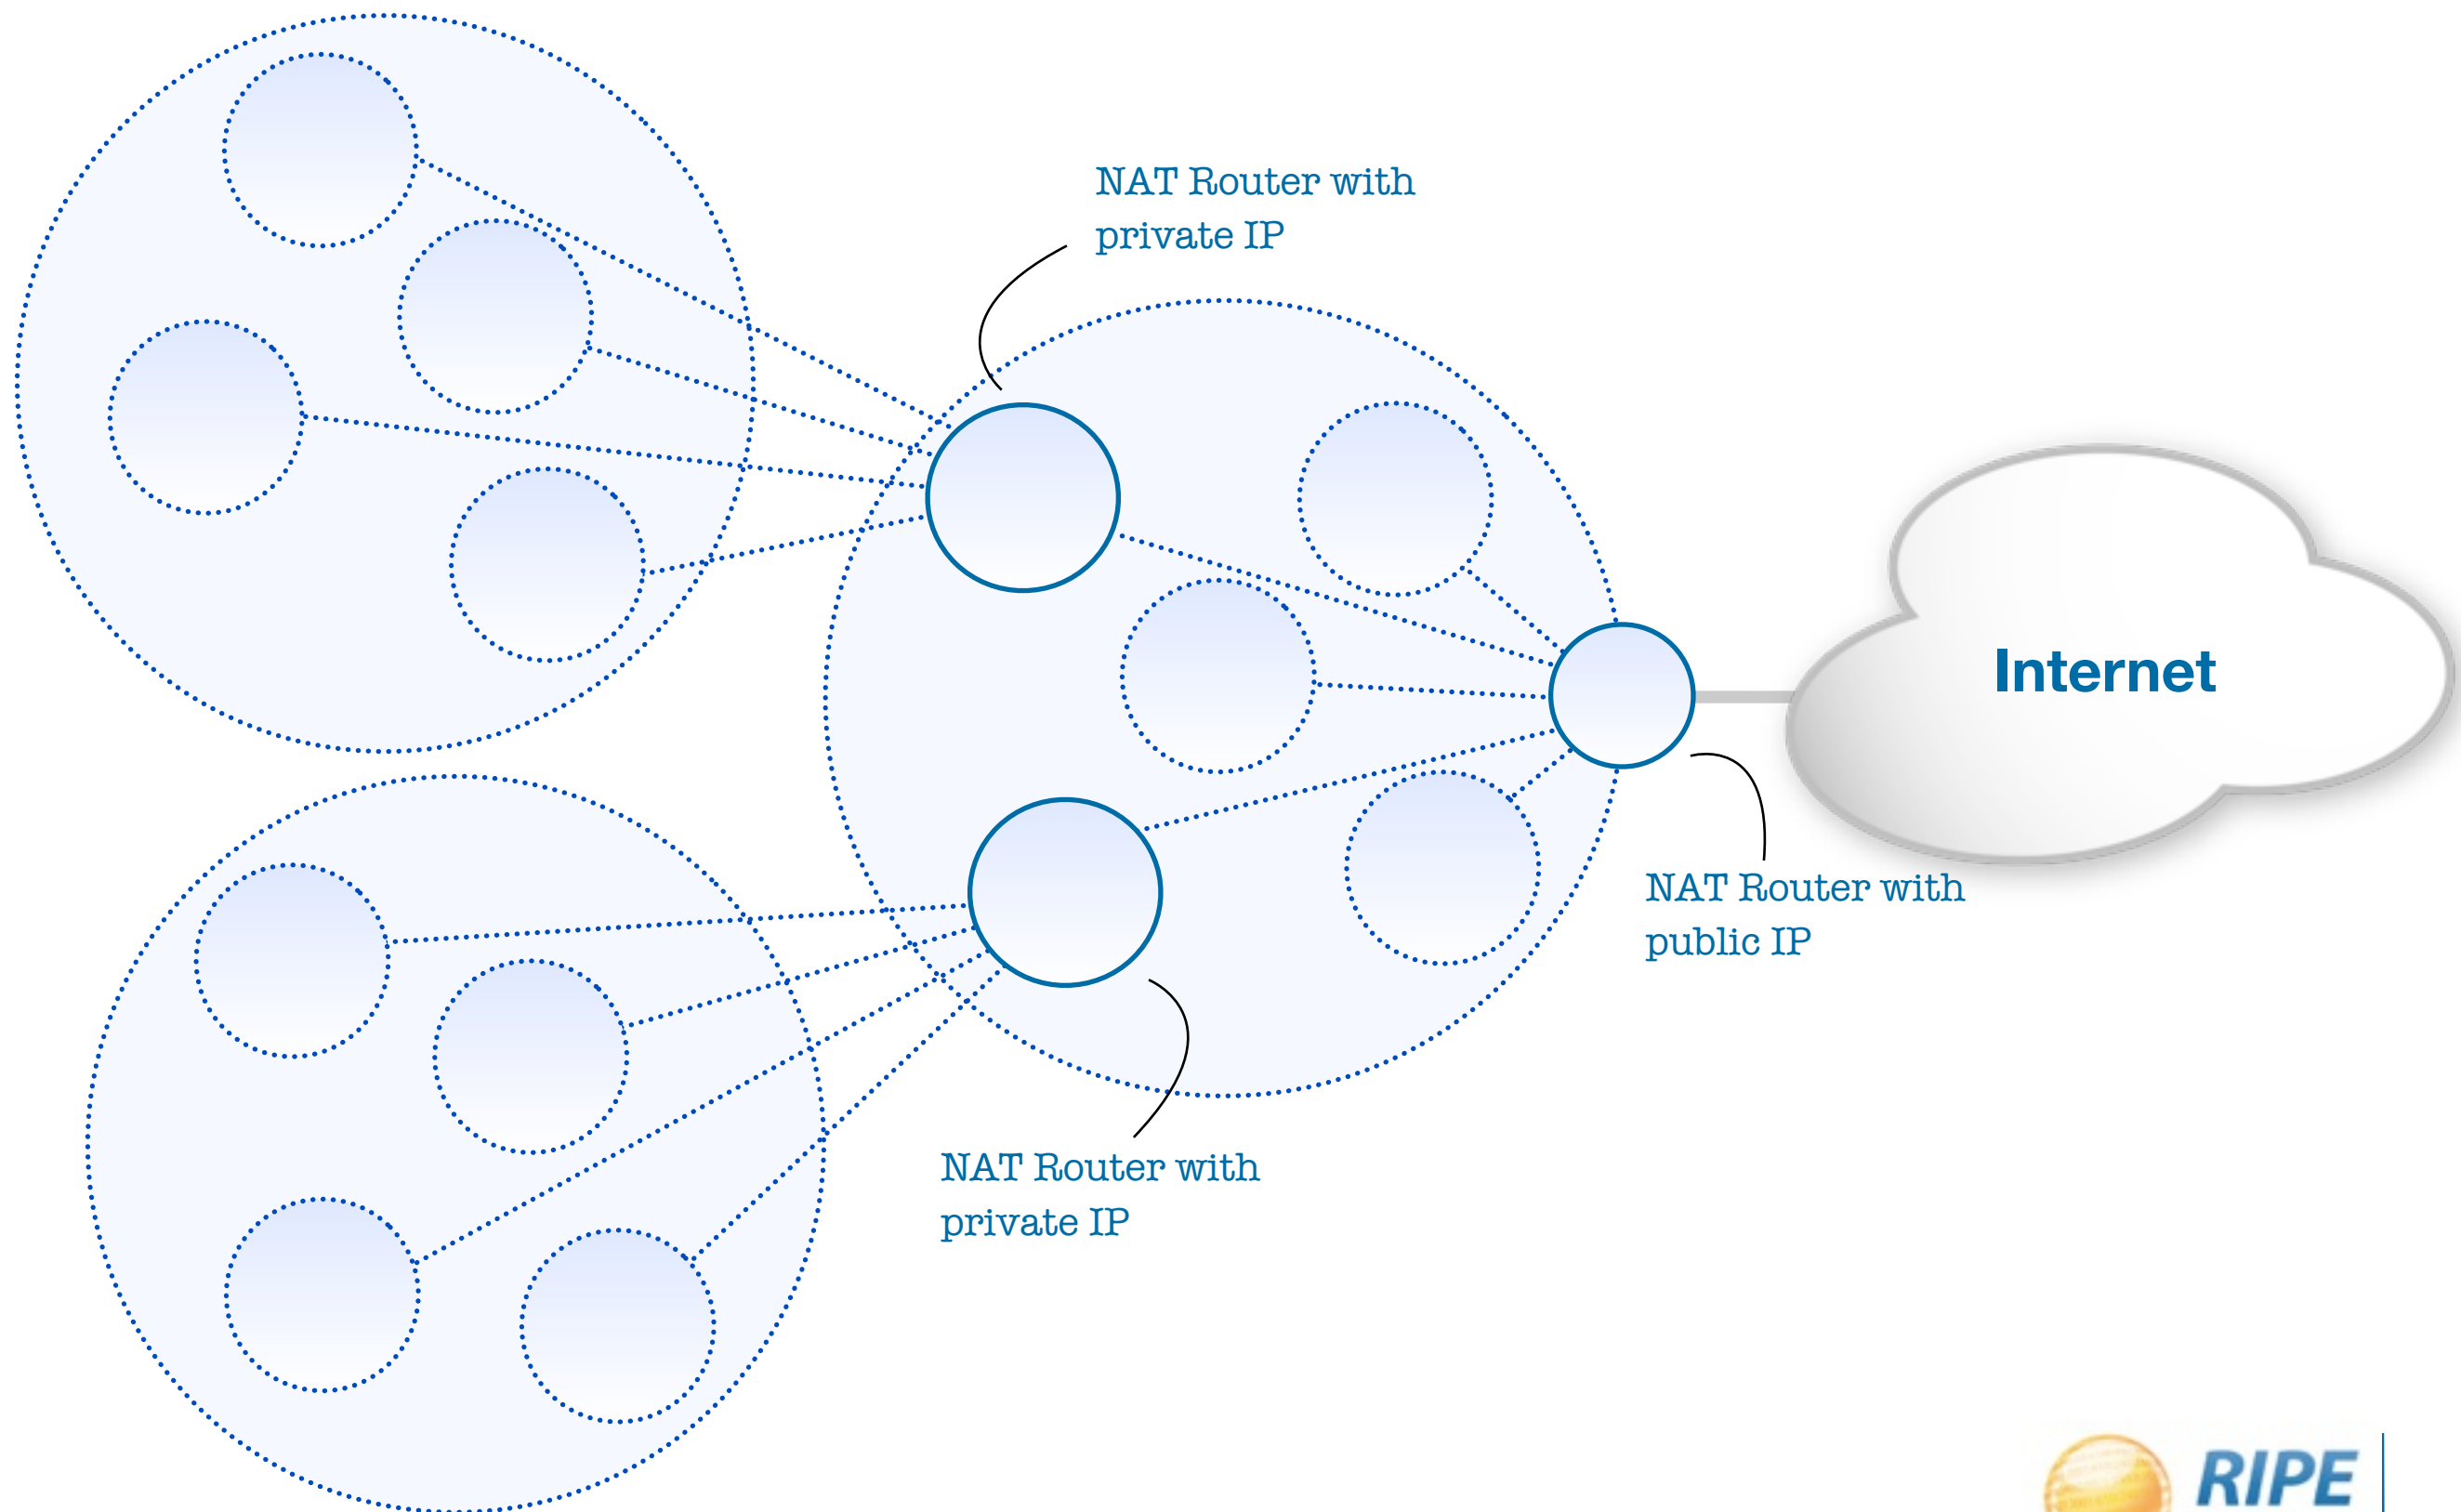 NAT Router with
private IP
Internet
NAT Router with
public IP
NAT Router with
private IP
RIPE